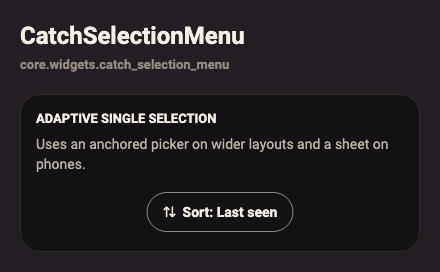 CatchSelectionMenu
core.widgets.catch_selection_menu
ADAPTIVE SINGLE SELECTION
Uses an anchored picker on wider layouts and a sheet on
phones.
Sort: Last seen